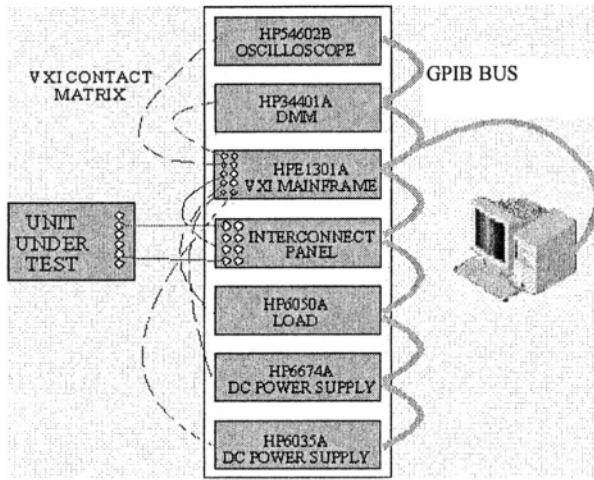 HP54602B
OSCILLOSCOPE
GPIB BUS
VXI CONTACT
MATRIX
HP34401A
DMM
HPE1301A
VXI MAINFRAME
UNIT
UNDER
TEST
INTERCONNECT
PANEL
HP6050A
LOAD
HP6674A
DC POWER SUPPLY
HP6035A
DC POWER SUPPLY